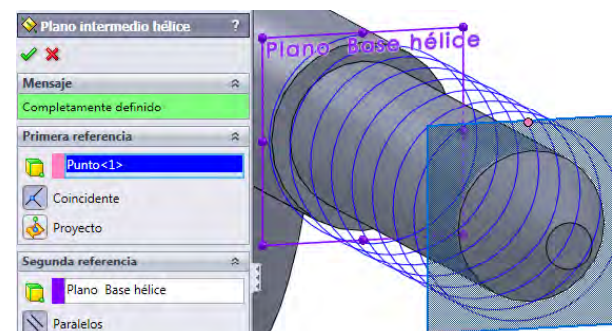 Plano intermedio hélice ?
Mensaje
Completamente definido
Primera referencia
Punto<1>
Coincidente
Proyecto
Segunda referencia
Plano Base hélice
Paralelos
Plano Base hélice